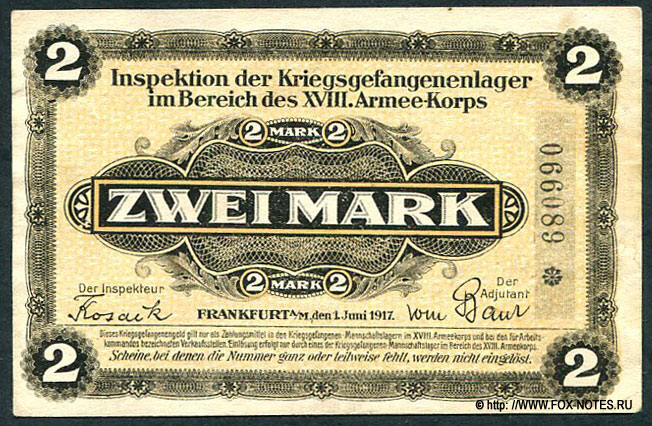 2 2
Inspektion der Kriegsgefangenenlager
im Bereich des XVIII. Armee-Korps
2 MARK 2
ZWEI MARK
2 MARK 2
066089 *
Der Inspekteur
Kosack
Der
Adjutant
vom Baur
FRANKFURT A/M, den 1. Juni 1917.
Dieses Kriegsgefangenengeld gilt nur als Zahlungsmittel in den Kriegsgefangenen-Mannschaftslagern im XVIII. Armeekorps und bei den für Arbeits-
kommandos bezeichneten Verkaufsstellen. Einlösung erfolgt nur durch eines der Kriegsgefangenen-Mannschaftslager im Bereich des XVIII. Armeekorps.
Scheine, bei denen die Nummer ganz oder teilweise fehlt, werden nicht eingelöst.
2 2
© http://WWW.FOX-NOTES.RU